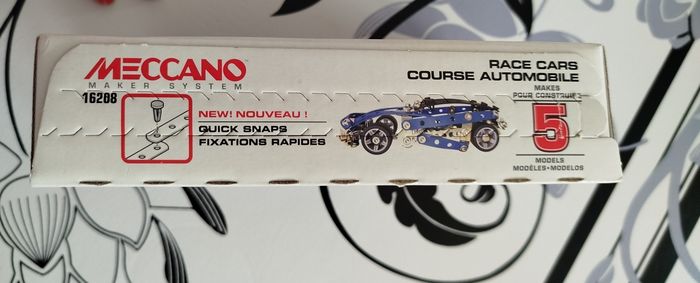 MECCANO
MAKER SYSTEM
16208
NEW! NOUVEAU!
QUICK SNAPS
FIXATIONS RAPIDES
RACE CARS
COURSE AUTOMOBILE
MAKES
POUR CONSTRUIRE
5
MODELS
MODÈLES•MODELOS